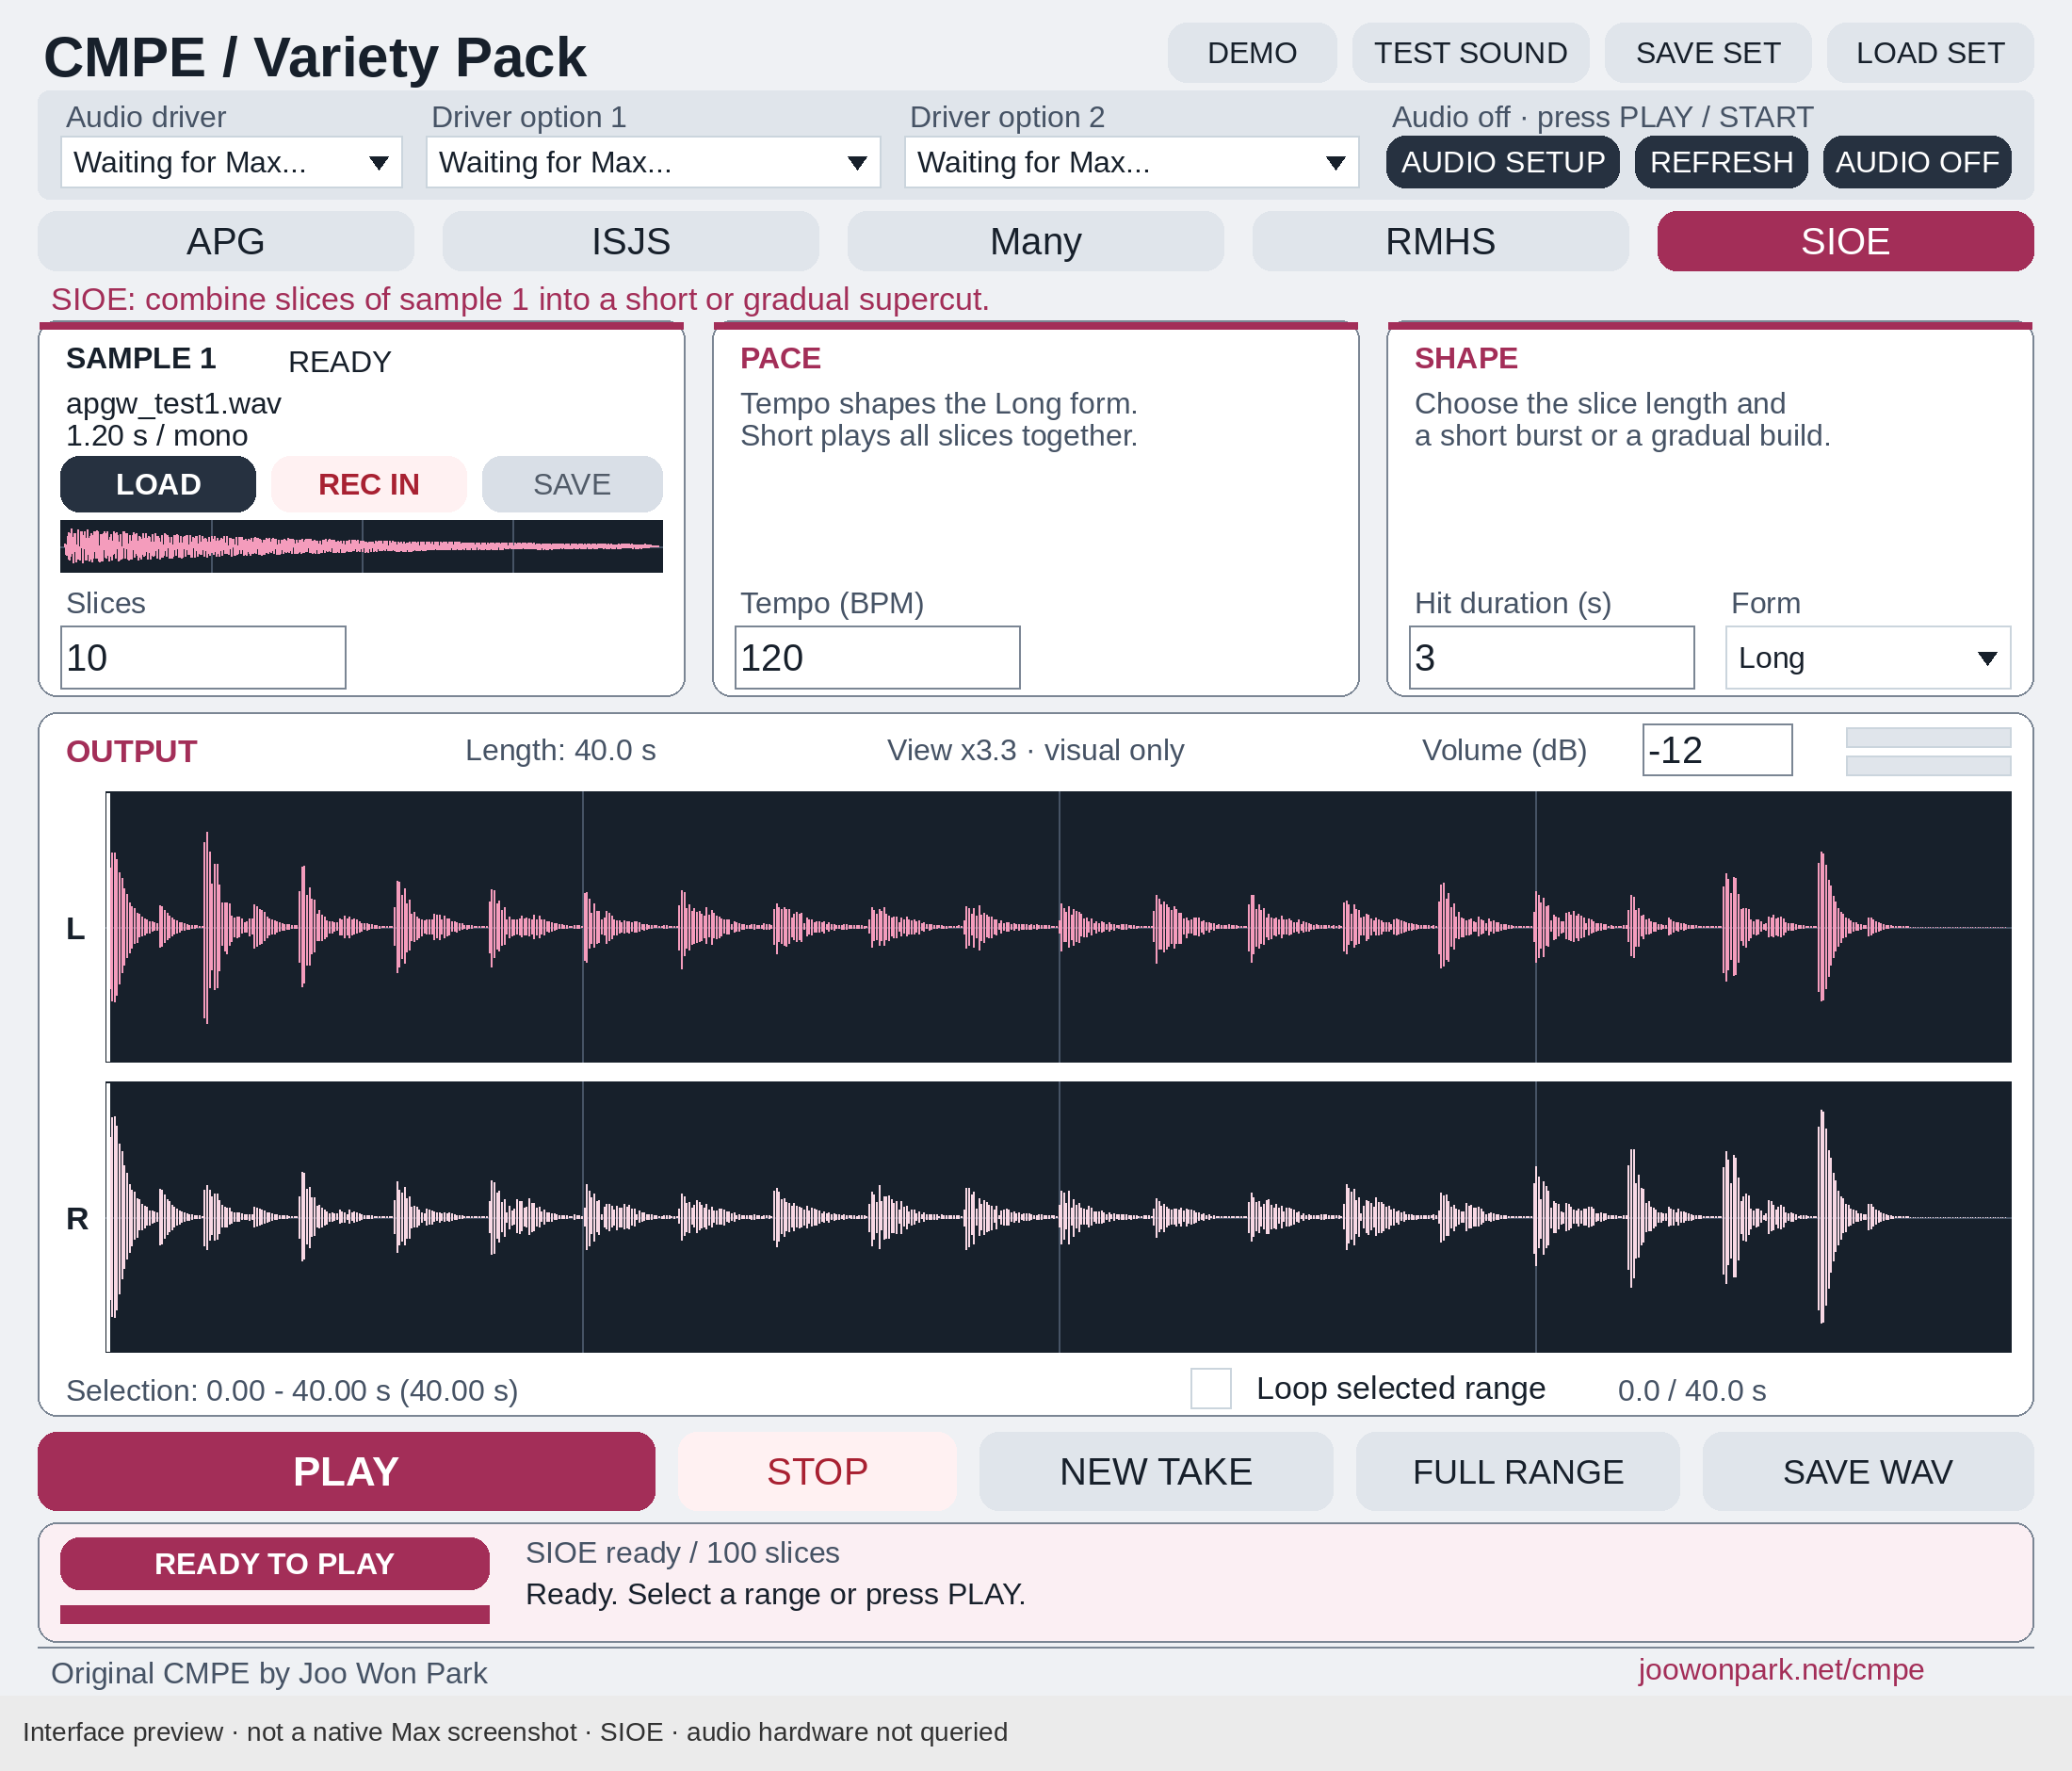 CMPE / Variety Pack
DEMO
TEST SOUND
SAVE SET
LOAD SET
Audio driver
Driver option 1
Driver option 2
Audio off · press PLAY / START
Waiting for Max...
Waiting for Max...
Waiting for Max...
AUDIO SETUP
REFRESH
AUDIO OFF
APG
ISJS
Many
RMHS
SIOE
SIOE: combine slices of sample 1 into a short or gradual supercut.
SAMPLE 1
READY
apgw_test1.wav
1.20 s / mono
LOAD
REC IN
SAVE
Slices
10
PACE
Tempo shapes the Long form.
Short plays all slices together.
Tempo (BPM)
120
SHAPE
Choose the slice length and
a short burst or a gradual build.
Hit duration (s)
Form
3
Long
OUTPUT
Length: 40.0 s
View x3.3 · visual only
Volume (dB)
-12
L
R
Selection: 0.00 - 40.00 s (40.00 s)
Loop selected range
0.0 / 40.0 s
PLAY
STOP
NEW TAKE
FULL RANGE
SAVE WAV
READY TO PLAY
SIOE ready / 100 slices
Ready. Select a range or press PLAY.
Original CMPE by Joo Won Park
joowonpark.net/cmpe
Interface preview · not a native Max screenshot · SIOE · audio hardware not queried